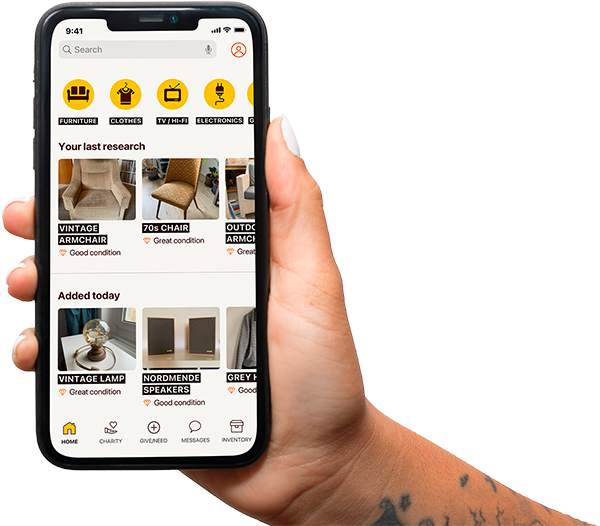 9:41
Search
FURNITURE CLOTHES TV / HI-FI ELECTRONICS G
Your last research
VINTAGE ARMCHAIR
Good condition
70s CHAIR
Great condition
OUTDO
ARMCH
Great
Added today
VINTAGE LAMP
Great condition
NORDMENDE
SPEAKERS
Good condition
GREY H
Good
HOME CHARITY GIVE/NEED MESSAGES INVENTORY